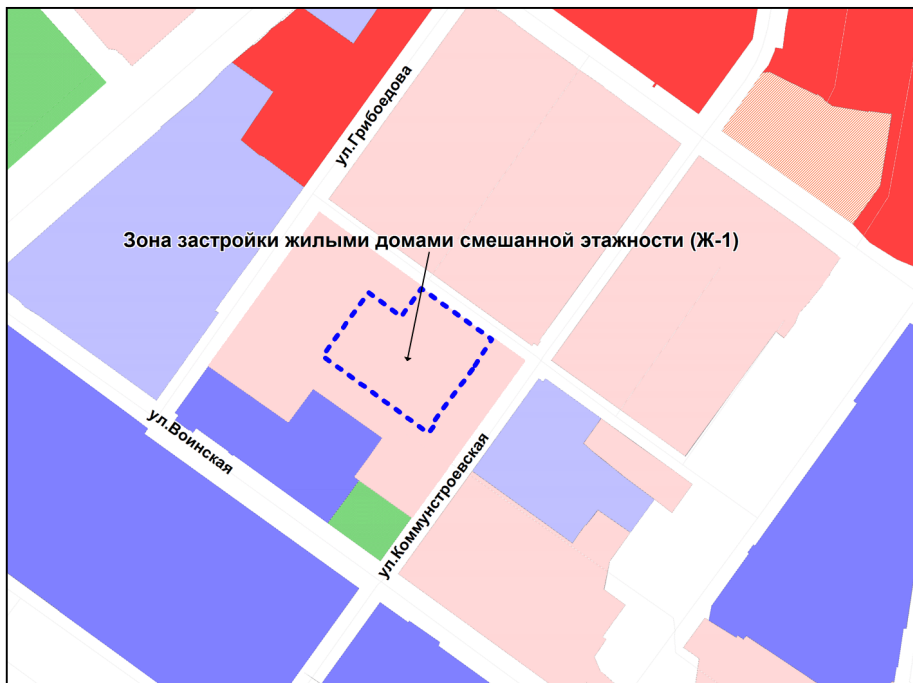 ул.Грибоедова
Зона застройки жилыми домами смешанной этажности (Ж-1)
ул.Воинская
ул.Коммунстроевская